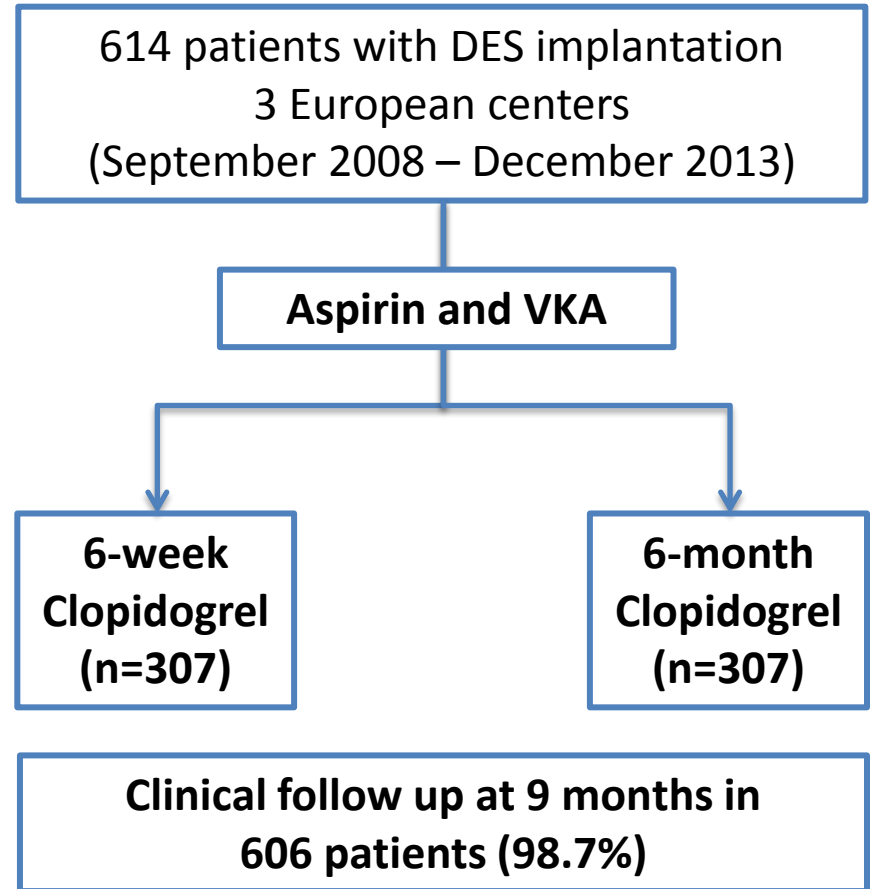 614 patients with DES implantation
3 European centers
(September 2008 – December 2013)
Aspirin and VKA
6-week
Clopidogrel
(n=307)
6-month
Clopidogrel
(n=307)
Clinical follow up at 9 months in
606 patients (98.7%)